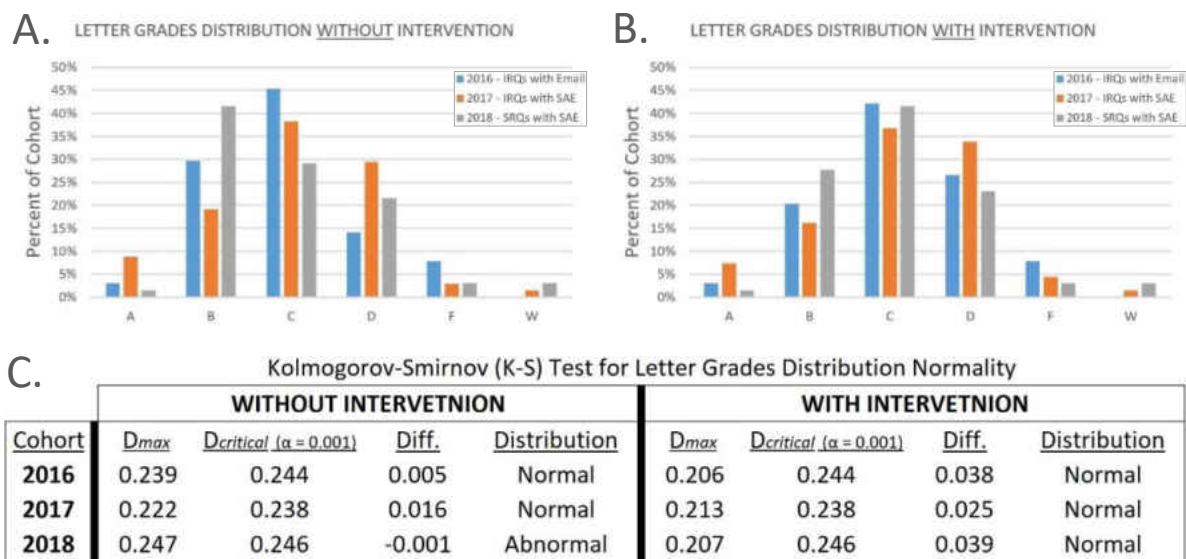 A. LETTER GRADES DISTRIBUTION WITHOUT INTERVENTION
50%
45%
40%
35%
30%
25%
20%
15%
10%
5%
0%
Percent of Cohort
2016 - IRQs with Email
2017 - IRQs with SAE
2018 - SRQs with SAE
A B C D F W
B. LETTER GRADES DISTRIBUTION WITH INTERVENTION
50%
45%
40%
35%
30%
25%
20%
15%
10%
5%
0%
Percent of Cohort
2016 - IRQs with Email
2017 - IRQs with SAE
2018 - SRQs with SAE
A B C D F W
C. Kolmogorov-Smirnov (K-S) Test for Letter Grades Distribution Normality
WITHOUT INTERVETNION WITH INTERVETNION
Cohort Dmax Dcritical (α = 0.001) Diff. Distribution Dmax Dcritical (α = 0.001) Diff. Distribution
2016 0.239 0.244 0.005 Normal 0.206 0.244 0.038 Normal
2017 0.222 0.238 0.016 Normal 0.213 0.238 0.025 Normal
2018 0.247 0.246 -0.001 Abnormal 0.207 0.246 0.039 Normal